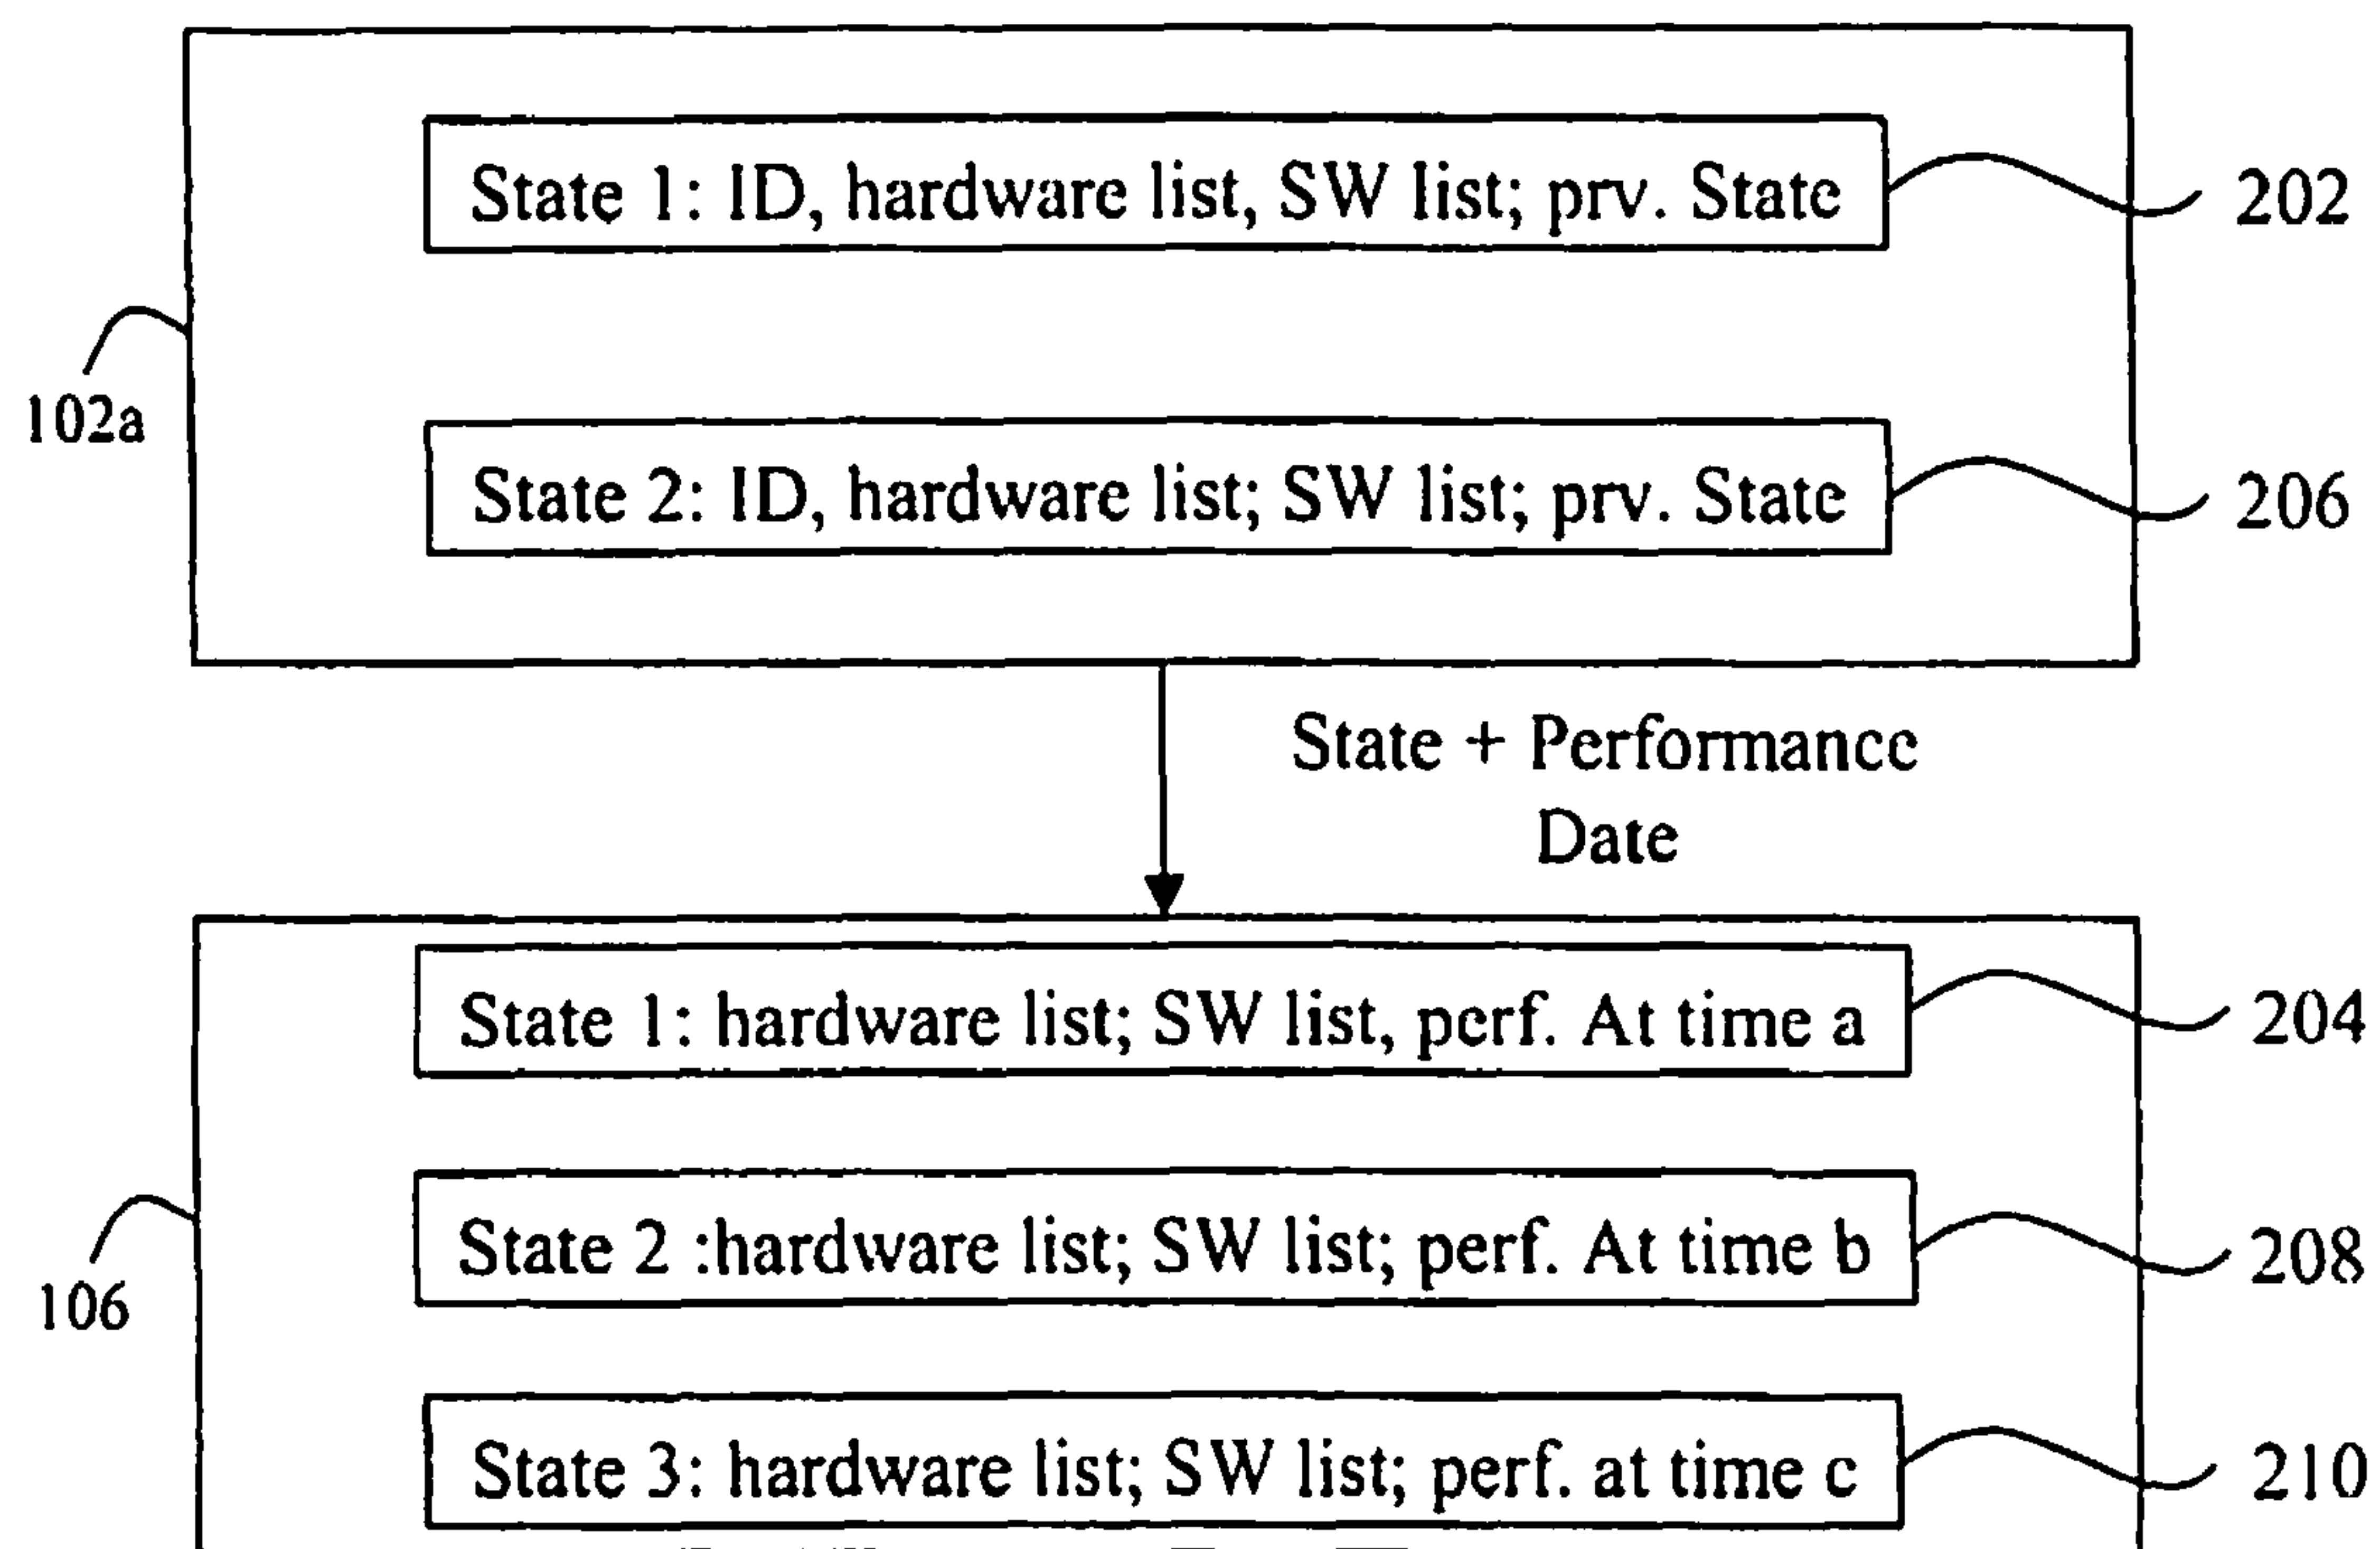 State 1: ID, hardware list, SW list; prv. State
202
102a
State 2: ID, hardware list; SW list; prv. State
206
State + Performance
Date
State 1: hardware list; SW list, perf. At time a
204
State 2 :hardware list; SW list; perf. At time b
208
106
State 3: hardware list; SW list; perf. at time c
210